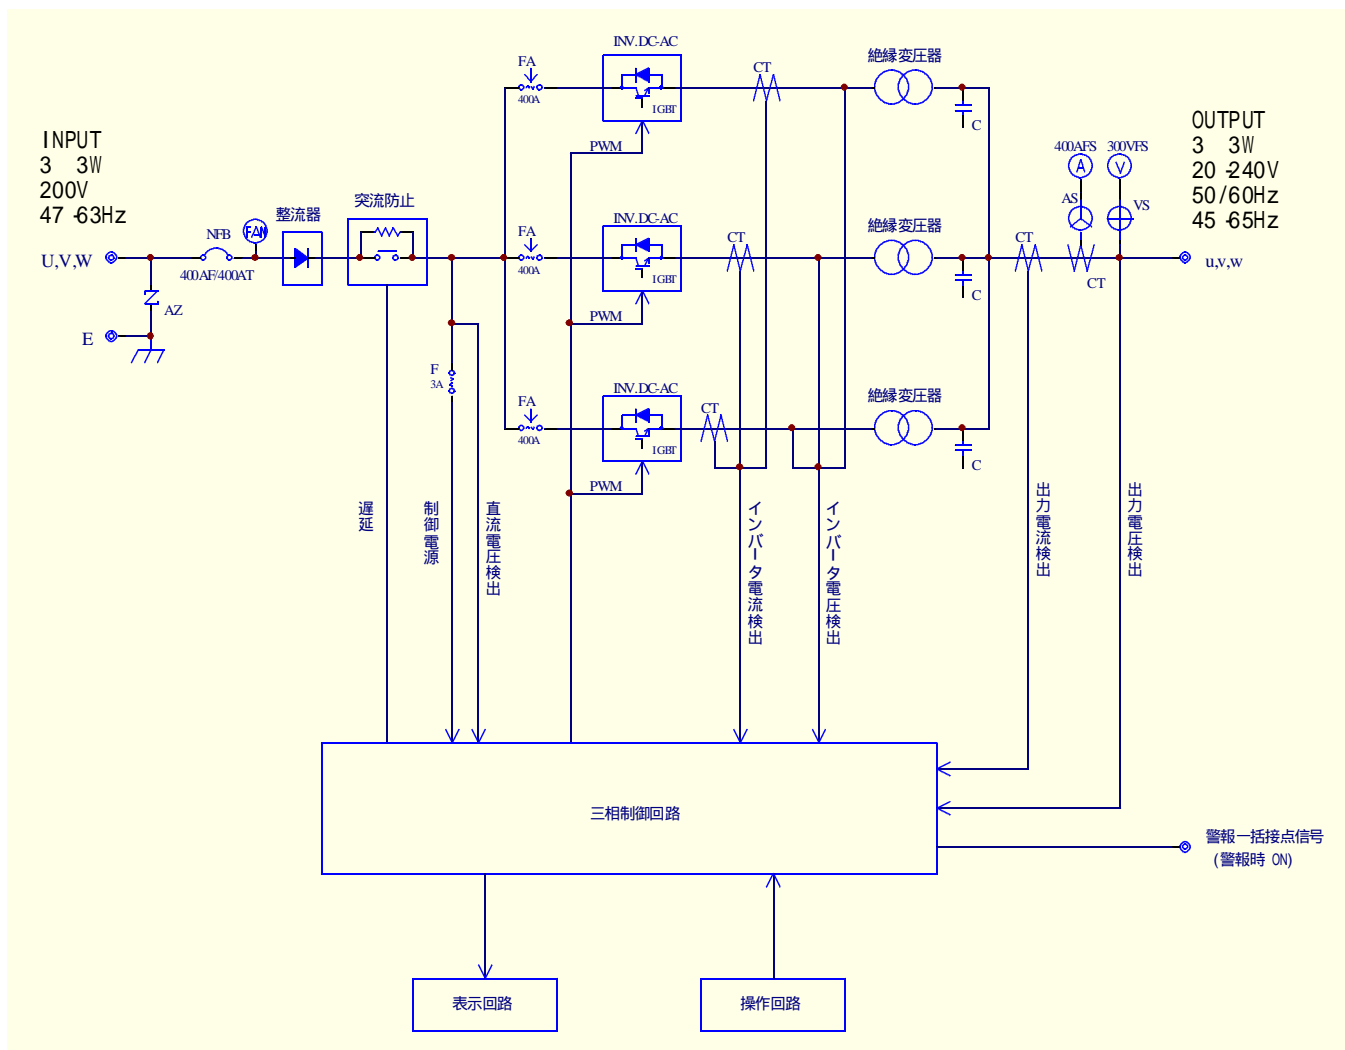 INPUT
3 3W
200V
47 -63Hz
U,V,W
E
AZ
NFB
400AF/400AT
FAN
整流器
突流防止
F
3A
FA
400A
INV.DC-AC
IGBT
PWM
CT
絶縁変圧器
C
FA
400A
INV.DC-AC
IGBT
PWM
CT
絶縁変圧器
C
FA
400A
INV.DC-AC
IGBT
PWM
CT
絶縁変圧器
C
CT
400AFS
A
AS
CT
300VFS
V
VS
OUTPUT
3 3W
20 -240V
50/60Hz
45 -65Hz
u,v,w
遅延
制御電源
直流電圧検出
インバータ電流検出
インバータ電圧検出
出力電流検出
出力電圧検出
三相制御回路
警報一括接点信号
(警報時 ON)
表示回路
操作回路